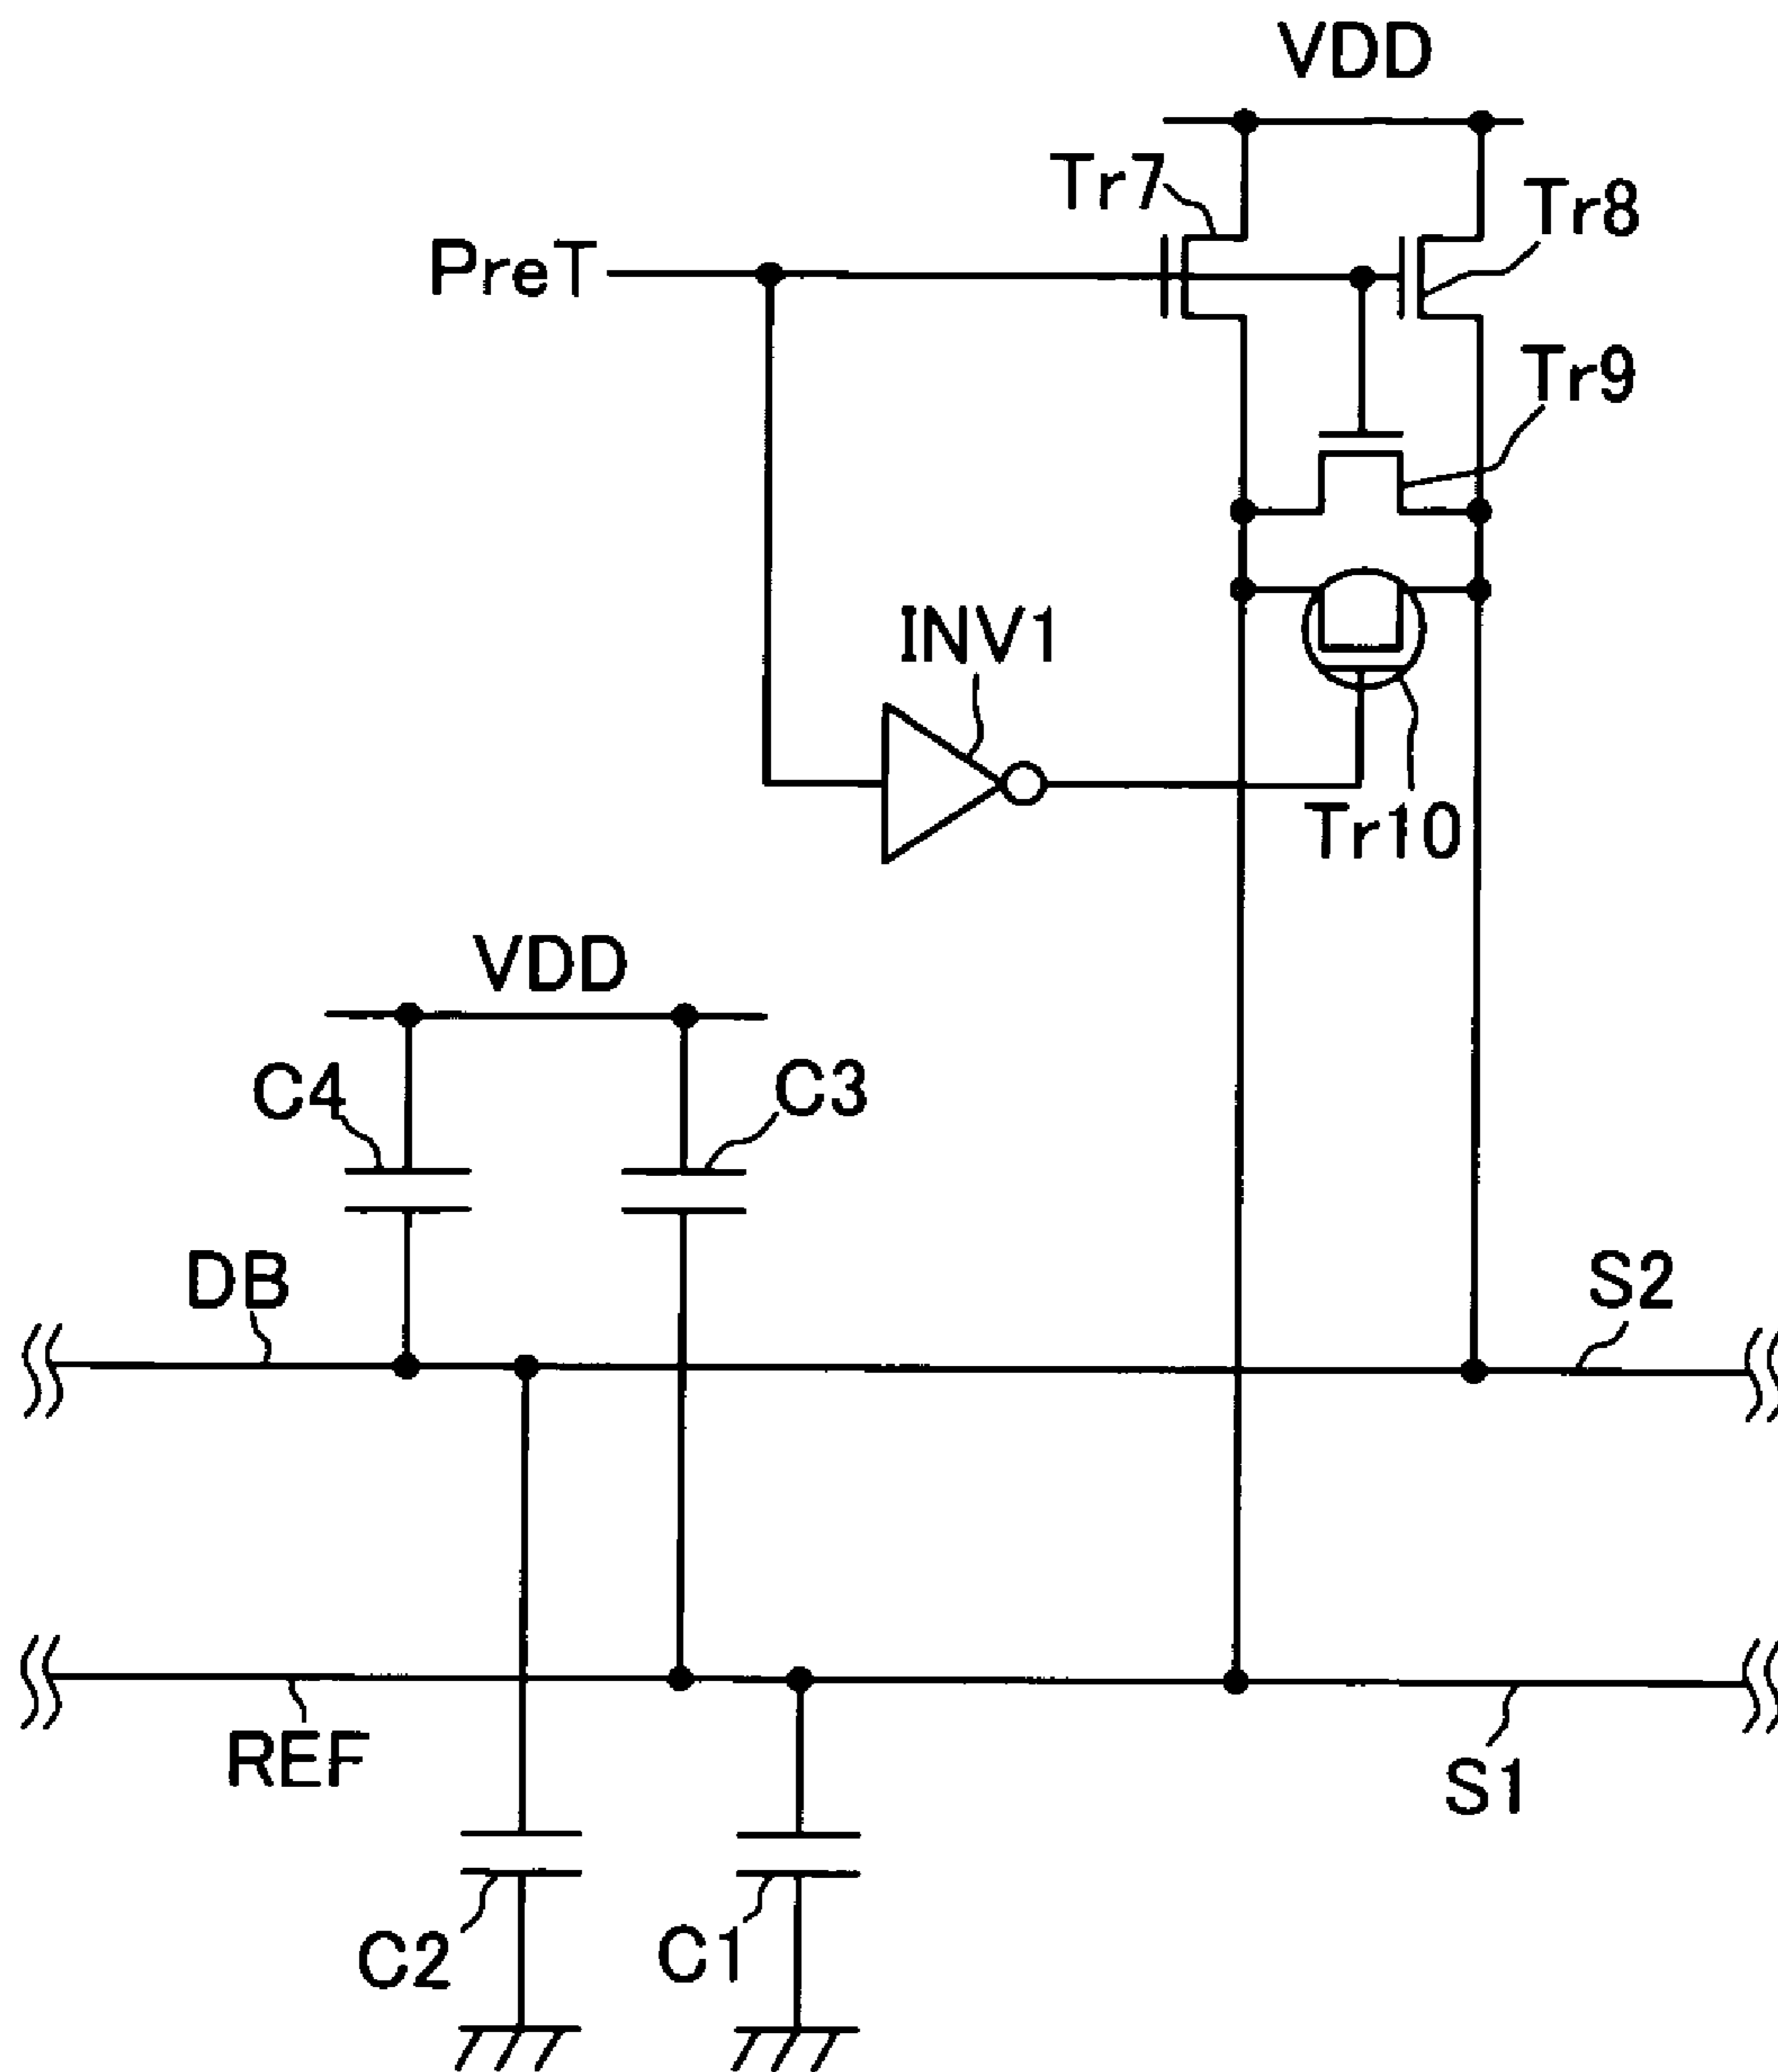 VDD
Tr7
Tr8
PreT
Tr9
INV1
Tr10
VDD
C4
C3
DB
S2
REF
S1
C2
C1